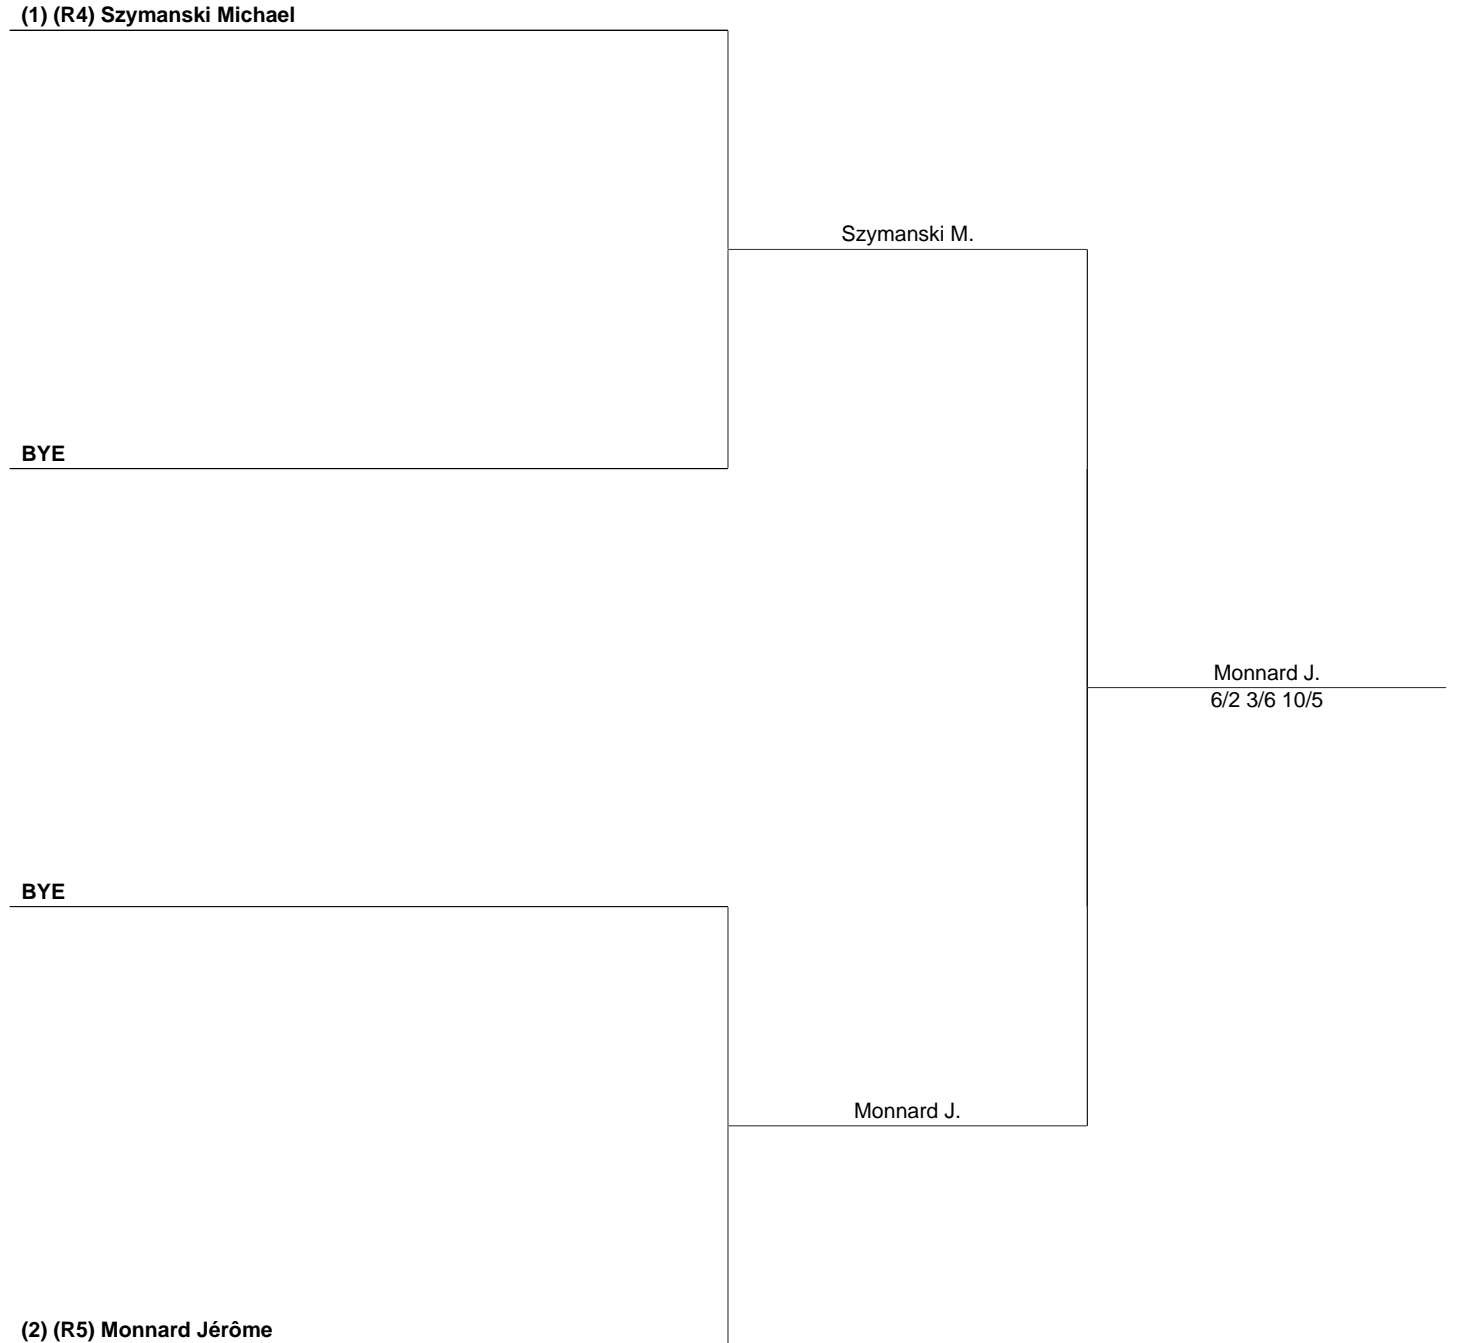 (1) (R4) Szymanski Michael
Szymanski M.
BYE
Monnard J.
6/2 3/6 10/5
BYE
Monnard J.
(2) (R5) Monnard Jérôme